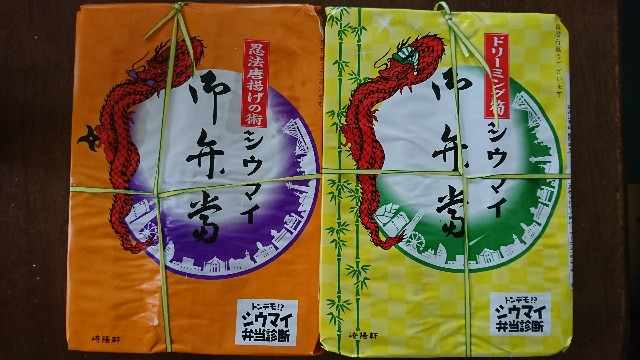 忍法唐揚げの術
シウマイ
御弁當
トンデモ!?
シウマイ
弁当診断
崎陽軒
ドリーミング筍
シウマイ
御弁當
トンデモ!?
シウマイ
弁当診断
崎陽軒